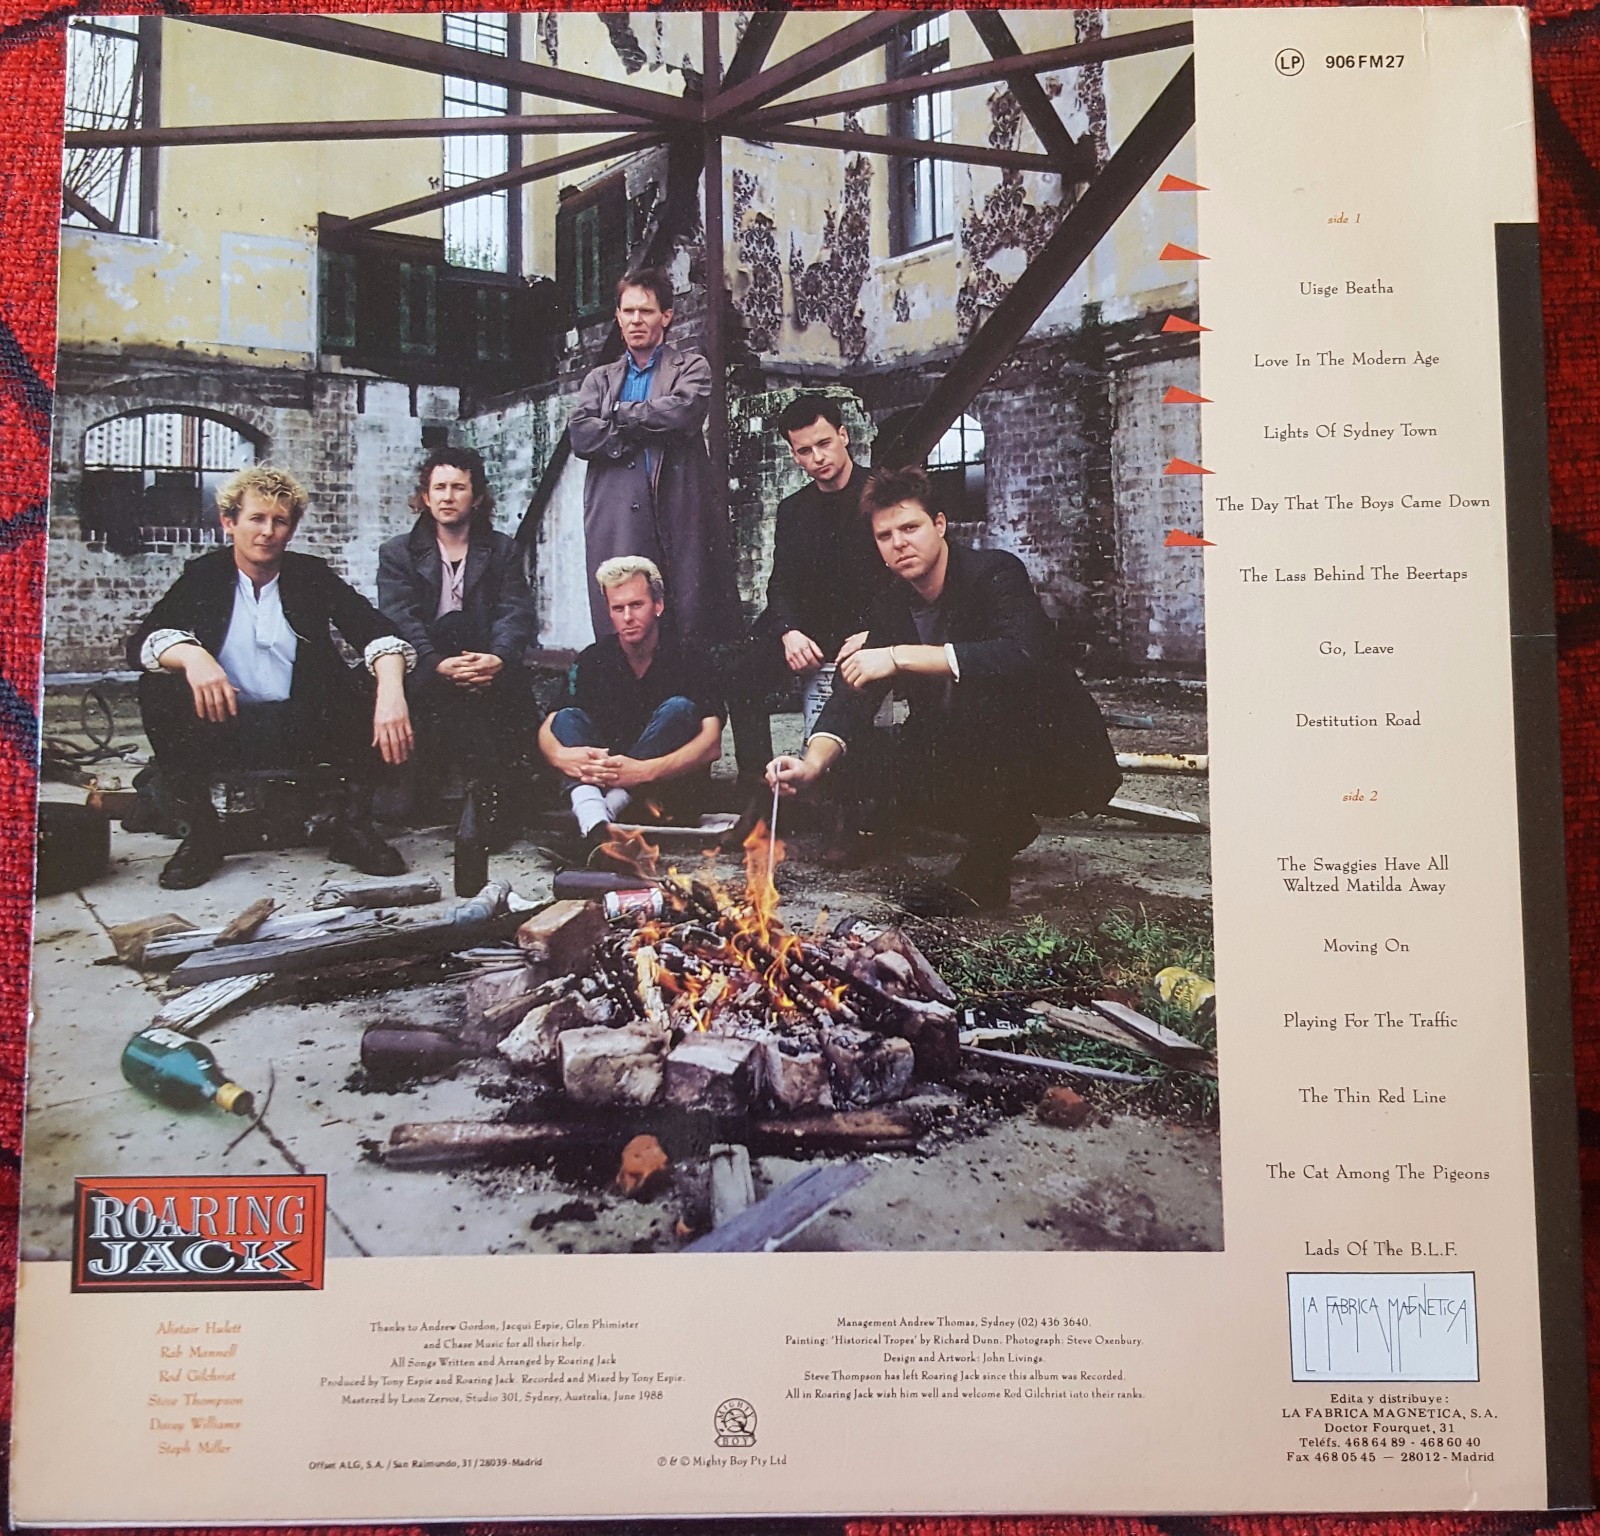 LP 906FM27
side 1
Uisge Beatha
Love In The Modern Age
Lights Of Sydney Town
The Day That The Boys Came Down
The Lass Behind The Beertaps
Go, Leave
Destitution Road
side 2
The Swaggies Have All
Waltzed Matilda Away
Moving On
Playing For The Traffic
The Thin Red Line
The Cat Among The Pigeons
Lads Of The B.L.F.
ROARING
JACK
Alistair Hulett
Rab Mannell
Rod Gilchrist
Steve Thompson
Davey Williams
Steph Miller
Thanks to Andrew Gordon, Jacqui Espie, Glen Phimister
and Chase Music for all their help.
All Songs Written and Arranged by Roaring Jack
Produced by Tony Espie and Roaring Jack. Recorded and Mixed by Tony Espie.
Mastered by Leon Zervos, Studio 301, Sydney, Australia, June 1988
Management Andrew Thomas, Sydney (02) 436 3640.
Painting: 'Historical Tropes' by Richard Dunn. Photograph: Steve Oxenbury.
Design and Artwork: John Livings.
Steve Thompson has left Roaring Jack since this album was Recorded.
All in Roaring Jack wish him well and welcome Rod Gilchrist into their ranks.
MIGHTY
BOY
Offset ALG, S.A. / San Raimundo, 31 / 28039-Madrid
℗ & © Mighty Boy Pty Ltd
LA FABRICA MAGNETICA
Edita y distribuye:
LA FABRICA MAGNETICA, S.A.
Doctor Fourquet, 31
Teléfs. 468 64 89 - 468 60 40
Fax 468 05 45 — 28012 - Madrid